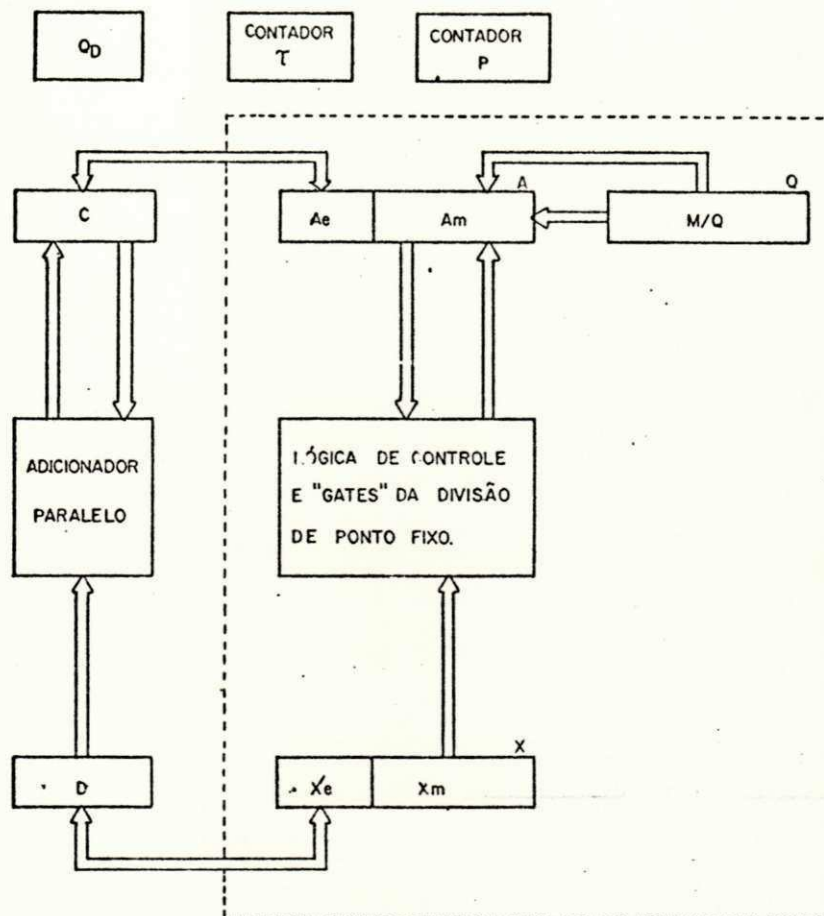 QD
CONTADOR
τ
CONTADOR
P
A
Q
C
Ae
Am
M/Q
ADICIONADOR
PARALELO
LÓGICA DE CONTROLE
E "GATES" DA DIVISÃO
DE PONTO FIXO.
X
D
Xe
Xm